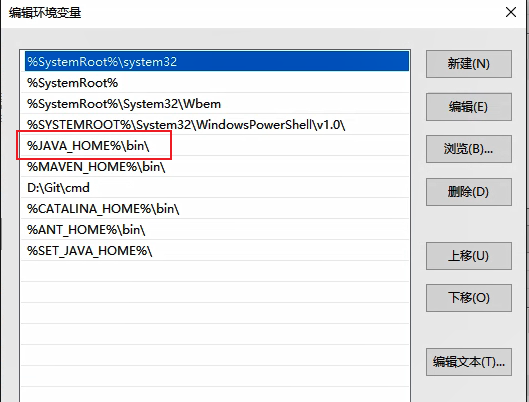 编辑环境变量
%SystemRoot%\system32
%SystemRoot%
%SystemRoot%\System32\Wbem
%SYSTEMROOT%\System32\WindowsPowerShell\v1.0\
%JAVA_HOME%\bin\
%MAVEN_HOME%\bin\
D:\Git\cmd
%CATALINA_HOME%\bin\
%ANT_HOME%\bin\
%SET_JAVA_HOME%\
新建(N)
编辑(E)
浏览(B)...
删除(D)
上移(U)
下移(O)
编辑文本(T)...